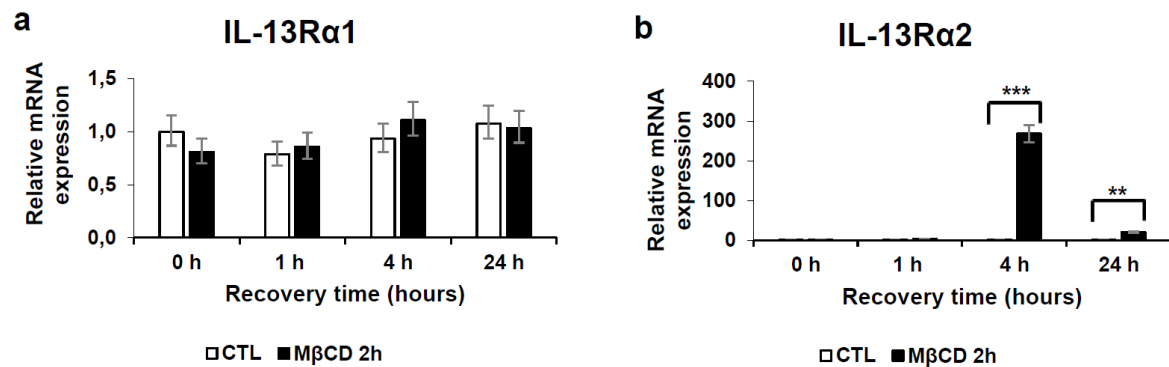 a
IL-13Rα1
Relative mRNA
expression
1,5
1,0
0,5
0,0
0 h
1 h
4 h
24 h
Recovery time (hours)
CTL
MβCD 2h
b
IL-13Rα2
Relative mRNA
expression
400
300
200
100
0
***
**
0 h
1 h
4 h
24 h
Recovery time (hours)
CTL
MβCD 2h